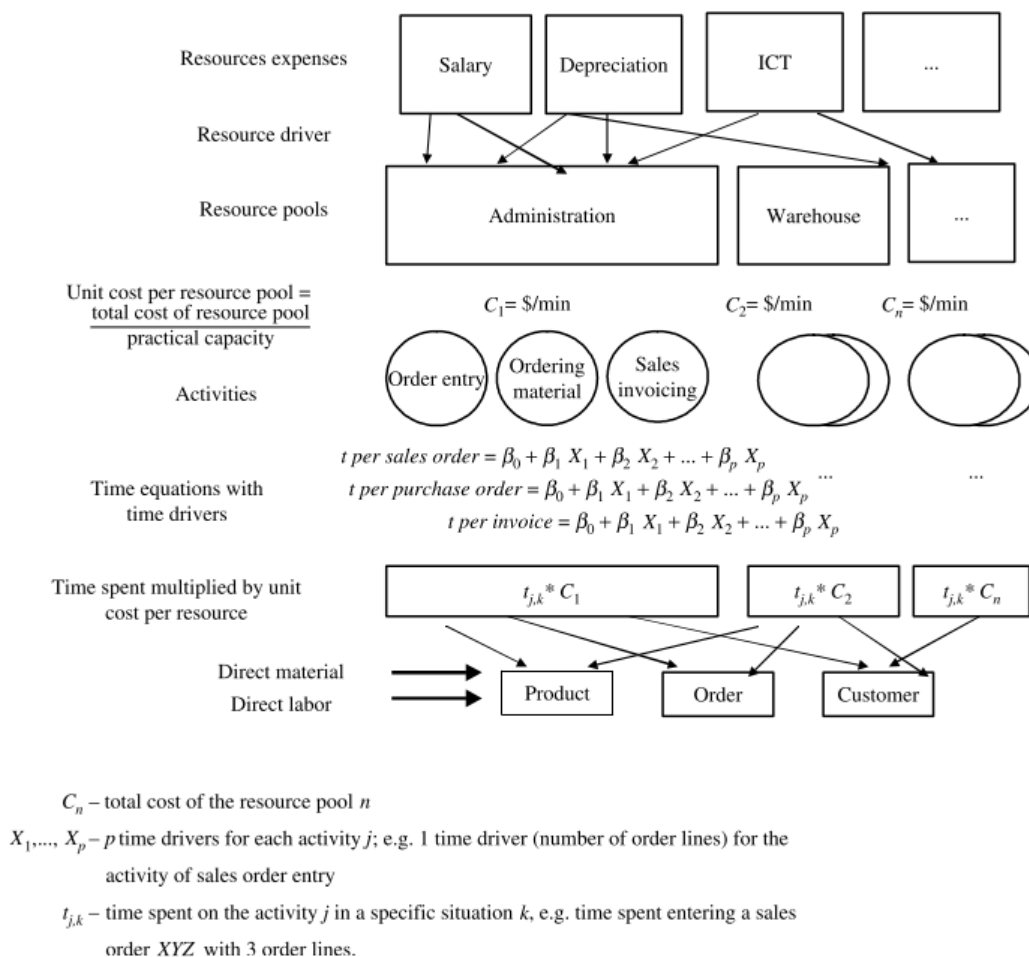 Resources expenses
Salary
Depreciation
ICT
...
Resource driver
Resource pools
Administration
Warehouse
...
Unit cost per resource pool =
total cost of resource pool
practical capacity
C₁= $/min
C₂= $/min
Cₙ= $/min
Activities
Order entry
Ordering
material
Sales
invoicing
Time equations with
time drivers
t per sales order = β₀ + β₁ X₁ + β₂ X₂ + ... + βₚ Xₚ
t per purchase order = β₀ + β₁ X₁ + β₂ X₂ + ... + βₚ Xₚ
t per invoice = β₀ + β₁ X₁ + β₂ X₂ + ... + βₚ Xₚ
...
...
Time spent multiplied by unit
cost per resource
t_{j,k}* C₁
t_{j,k}* C₂
t_{j,k}* Cₙ
Direct material
Direct labor
Product
Order
Customer
Cₙ – total cost of the resource pool n
X₁,..., Xₚ – p time drivers for each activity j; e.g. 1 time driver (number of order lines) for the
activity of sales order entry
t_{j,k} – time spent on the activity j in a specific situation k, e.g. time spent entering a sales
order XYZ with 3 order lines.